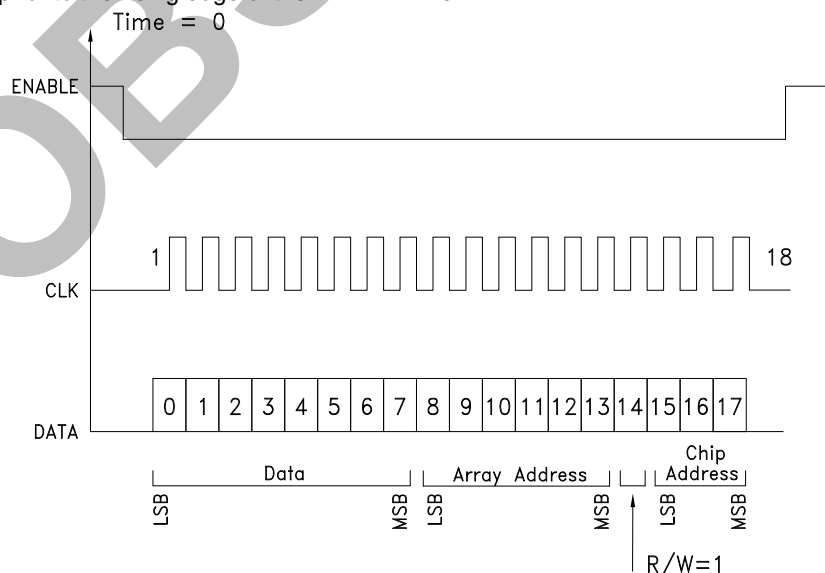 Time = 0
ENABLE
1
18
CLK
0 1 2 3 4 5 6 7 8 9 10 11 12 13 14 15 16 17
DATA
Chip
Data
Array Address
Address
LSB
MSB
LSB
MSB
LSB
MSB
R/W=1